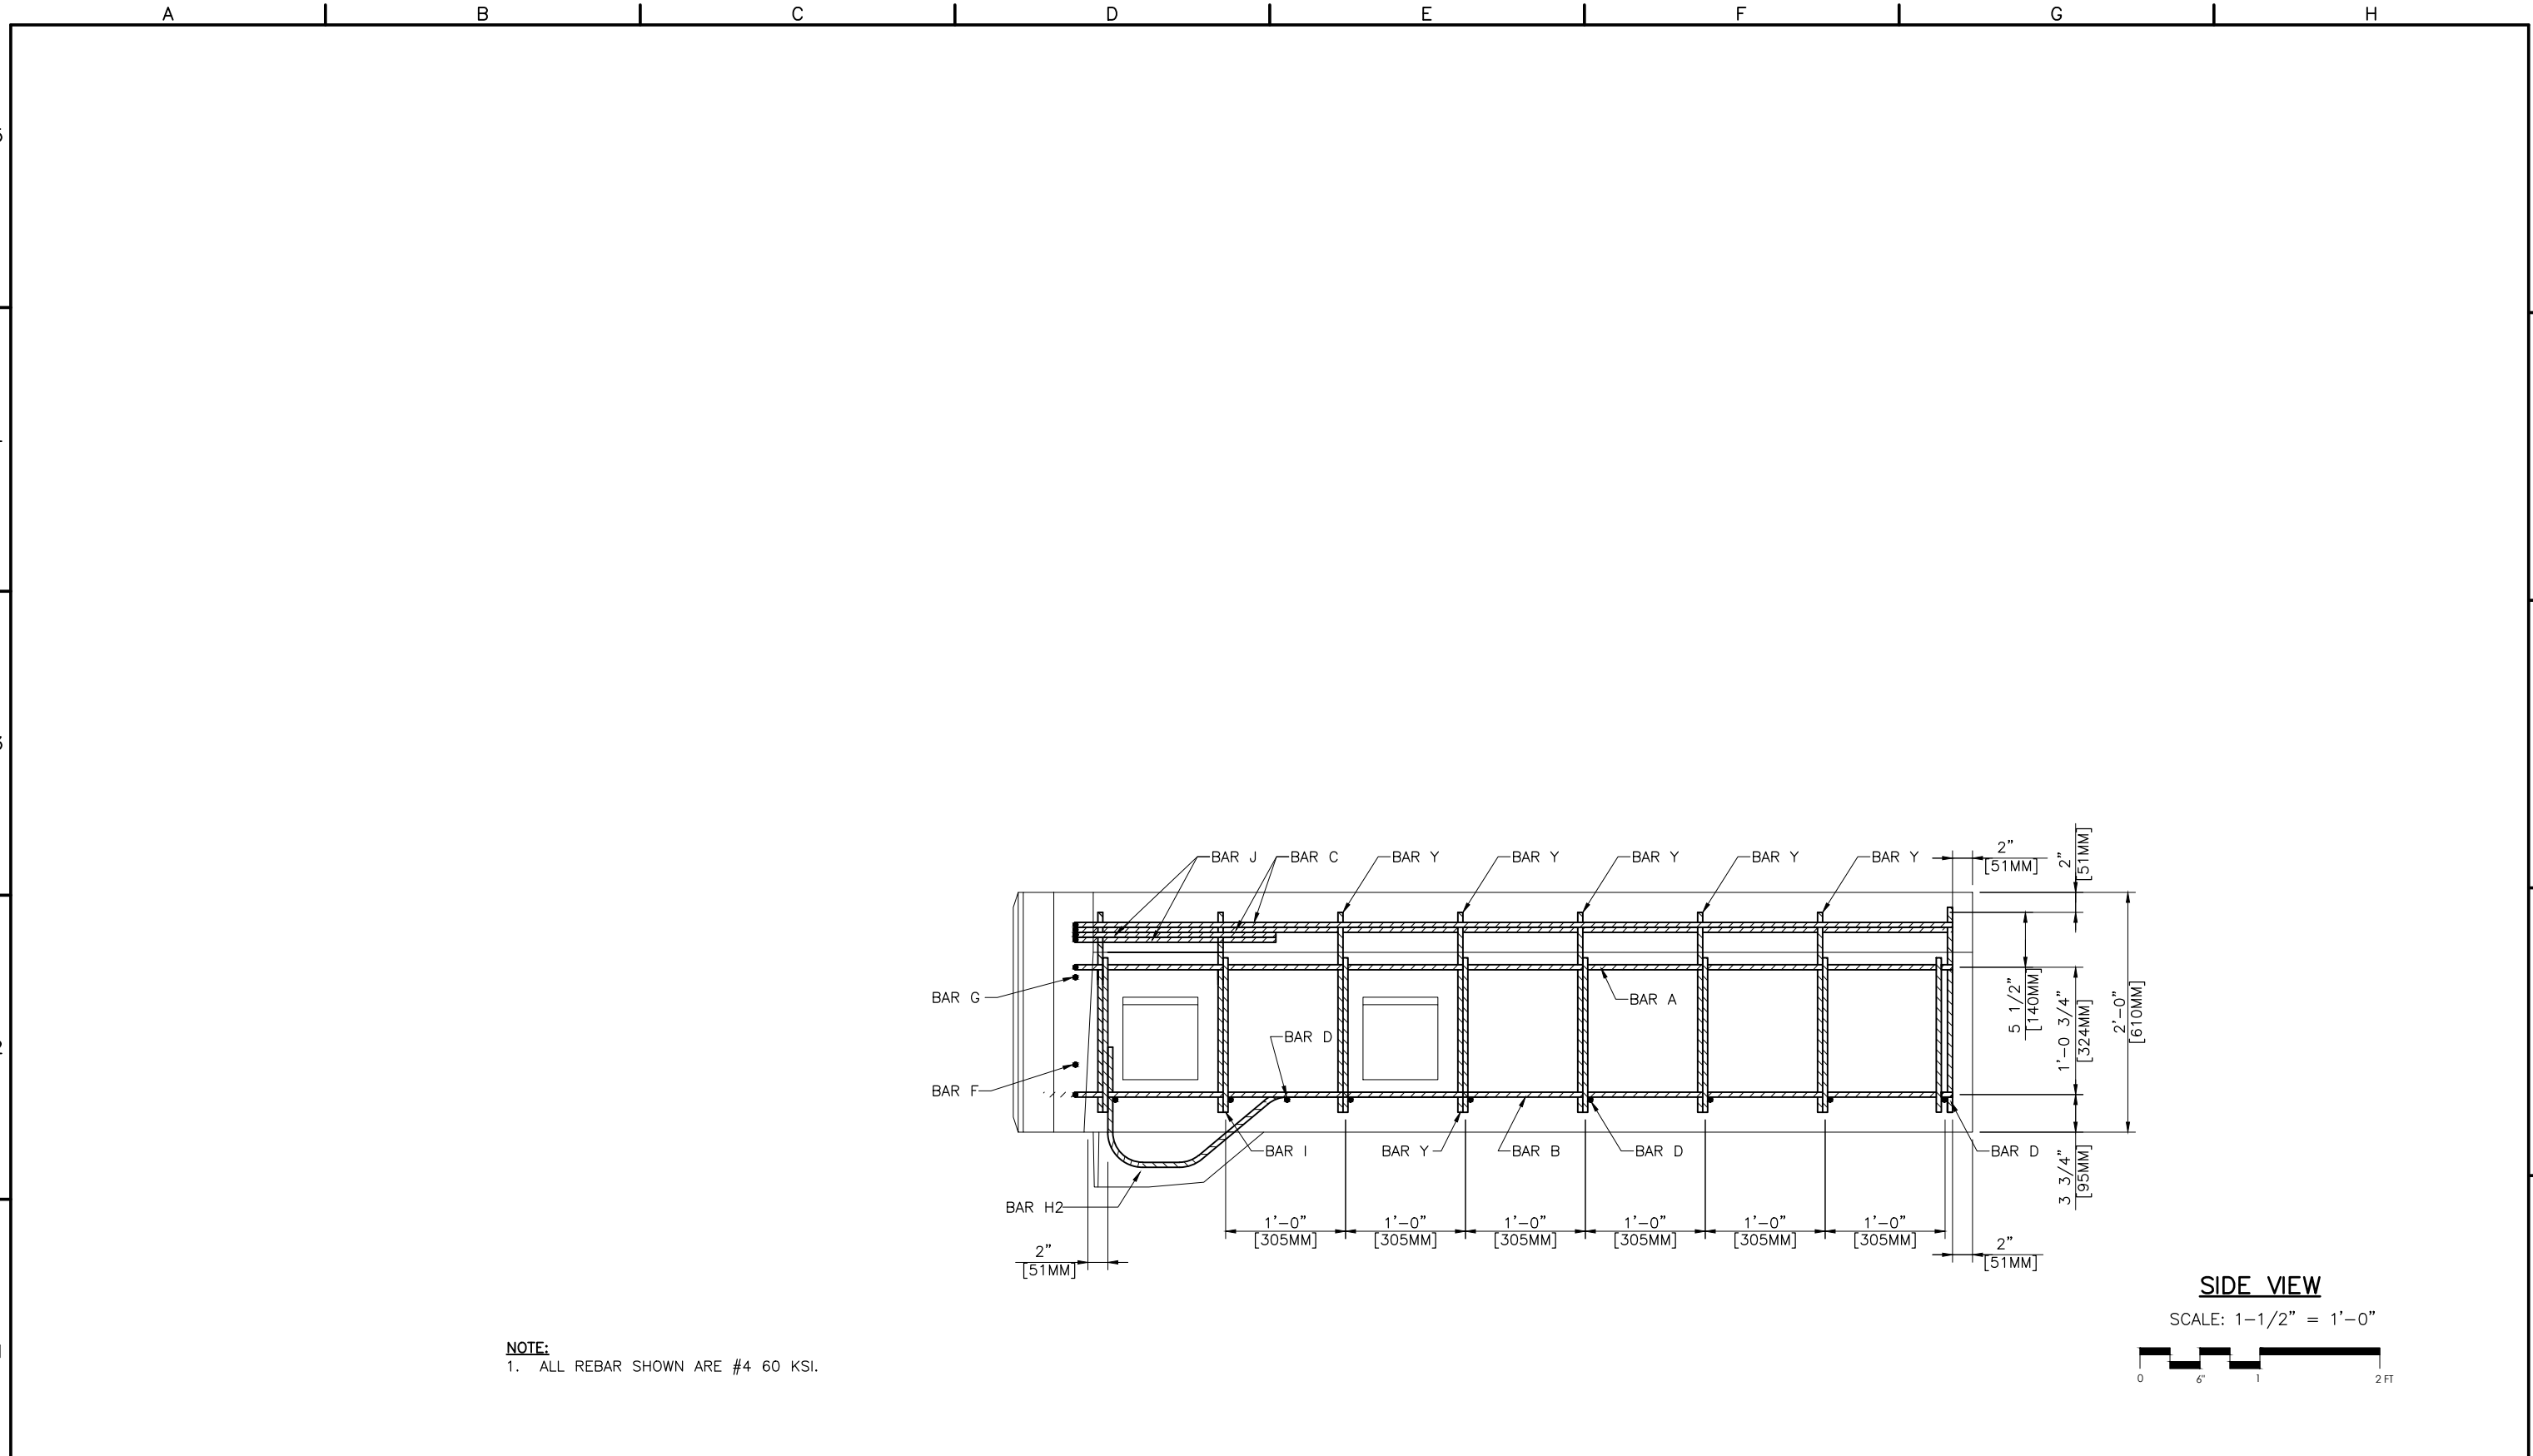 A B C D E F G H
BAR J BAR C BAR Y BAR Y BAR Y BAR Y BAR Y
2"
[51MM]
2"
[51MM]
BAR G
BAR A
5 1/2"
[140MM]
1'-0 3/4"
[324MM]
2'-0"
[610MM]
BAR D
BAR F
BAR I BAR Y BAR B BAR D BAR D
3 3/4"
[95MM]
BAR H2
1'-0" 1'-0" 1'-0" 1'-0" 1'-0" 1'-0"
[305MM] [305MM] [305MM] [305MM] [305MM] [305MM]
2"
[51MM]
2"
[51MM]
SIDE VIEW
SCALE: 1-1/2" = 1'-0"
0 6" 1 2 FT
NOTE:
1. ALL REBAR SHOWN ARE #4 60 KSI.